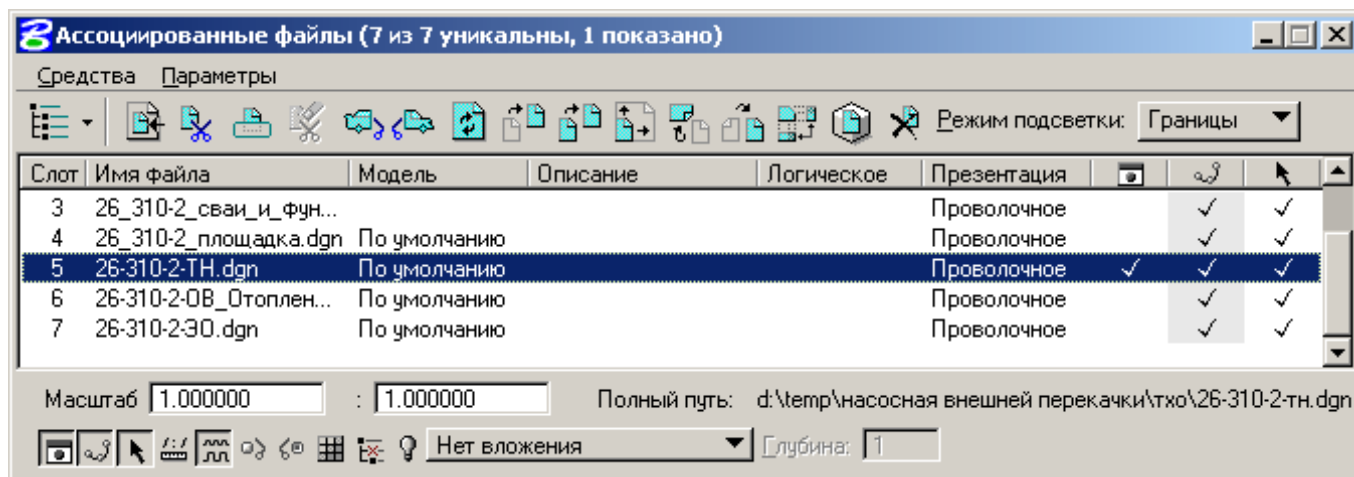 Ассоциированные файлы (7 из 7 уникальны, 1 показано)
Средства Параметры
Режим подсветки: Границы
Слот Имя файла Модель Описание Логическое Презентация
3 26_310-2_сваи_и_фун... Проволочное
4 26_310-2_площадка.dgn По умолчанию Проволочное
5 26-310-2-ТН.dgn По умолчанию Проволочное
6 26-310-2-ОВ_Отоплен... По умолчанию Проволочное
7 26-310-2-ЭО.dgn По умолчанию Проволочное
Масштаб 1.000000 : 1.000000 Полный путь: d:\temp\насосная внешней перекачки\тхо\26-310-2-тн.dgn
Нет вложения Глубина: 1